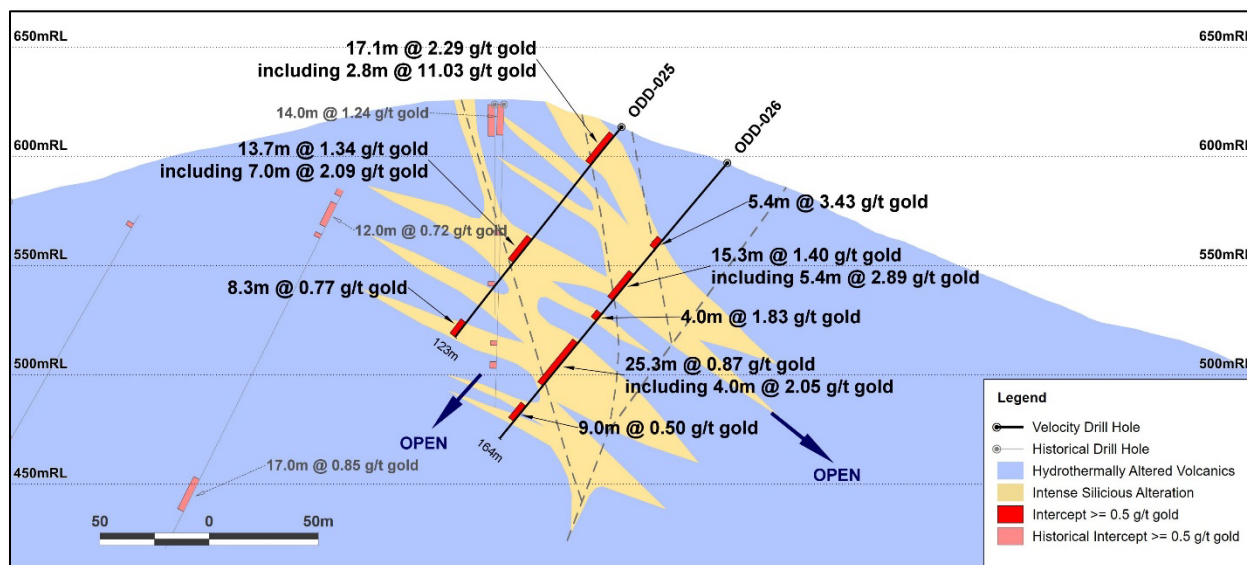 650mRL
650mRL
17.1m @ 2.29 g/t gold
including 2.8m @ 11.03 g/t gold
ODD-025
ODD-026
14.0m @ 1.24 g/t gold
600mRL
600mRL
13.7m @ 1.34 g/t gold
including 7.0m @ 2.09 g/t gold
5.4m @ 3.43 g/t gold
12.0m @ 0.72 g/t gold
550mRL
550mRL
15.3m @ 1.40 g/t gold
including 5.4m @ 2.89 g/t gold
8.3m @ 0.77 g/t gold
4.0m @ 1.83 g/t gold
123m
500mRL
500mRL
25.3m @ 0.87 g/t gold
including 4.0m @ 2.05 g/t gold
9.0m @ 0.50 g/t gold
OPEN
164m
OPEN
450mRL
17.0m @ 0.85 g/t gold
50
0
50m
Legend
Velocity Drill Hole
Historical Drill Hole
Hydrothermally Altered Volcanics
Intense Silicious Alteration
Intercept >= 0.5 g/t gold
Historical Intercept >= 0.5 g/t gold